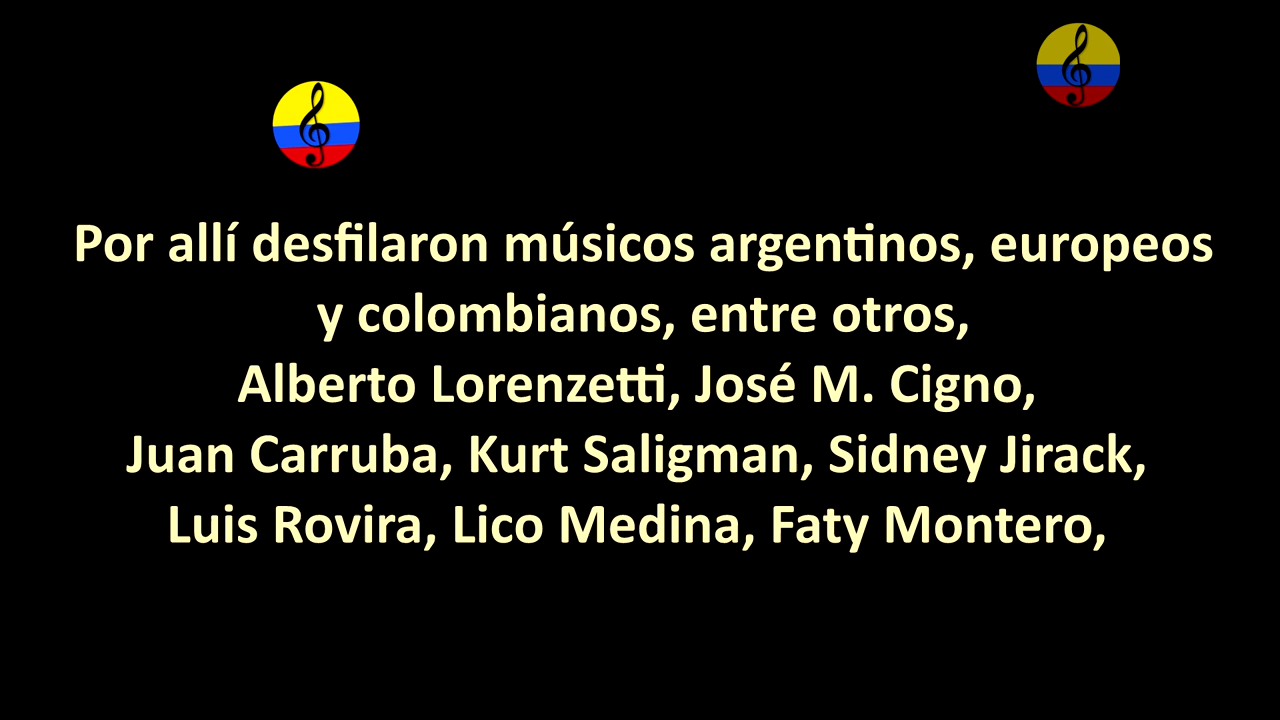 Por allí desfilaron músicos argentinos, europeos
y colombianos, entre otros,
Alberto Lorenzetti, José M. Cigno,
Juan Carruba, Kurt Saligman, Sidney Jirack,
Luis Rovira, Lico Medina, Faty Montero,